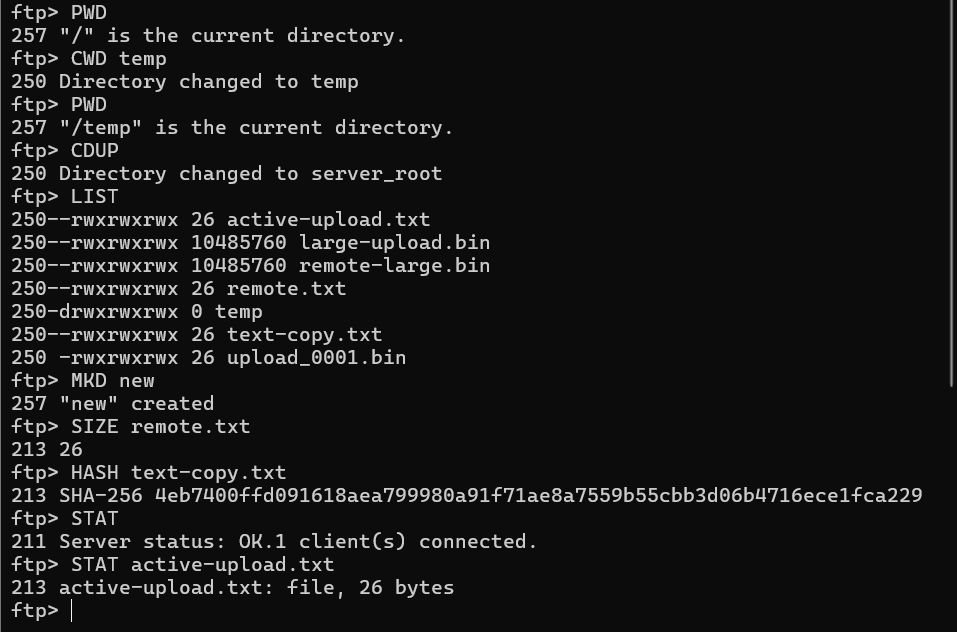 ftp> PWD
257 "/" is the current directory.
ftp> CWD temp
250 Directory changed to temp
ftp> PWD
257 "/temp" is the current directory.
ftp> CDUP
250 Directory changed to server_root
ftp> LIST
250--rwxrwxrwx 26 active-upload.txt
250--rwxrwxrwx 10485760 large-upload.bin
250--rwxrwxrwx 10485760 remote-large.bin
250--rwxrwxrwx 26 remote.txt
250-drwxrwxrwx 0 temp
250--rwxrwxrwx 26 text-copy.txt
250 -rwxrwxrwx 26 upload_0001.bin
ftp> MKD new
257 "new" created
ftp> SIZE remote.txt
213 26
ftp> HASH text-copy.txt
213 SHA-256 4eb7400ffd091618aea799980a91f71ae8a7559b55cbb3d06b4716ece1fca229
ftp> STAT
211 Server status: OK.1 client(s) connected.
ftp> STAT active-upload.txt
213 active-upload.txt: file, 26 bytes
ftp>